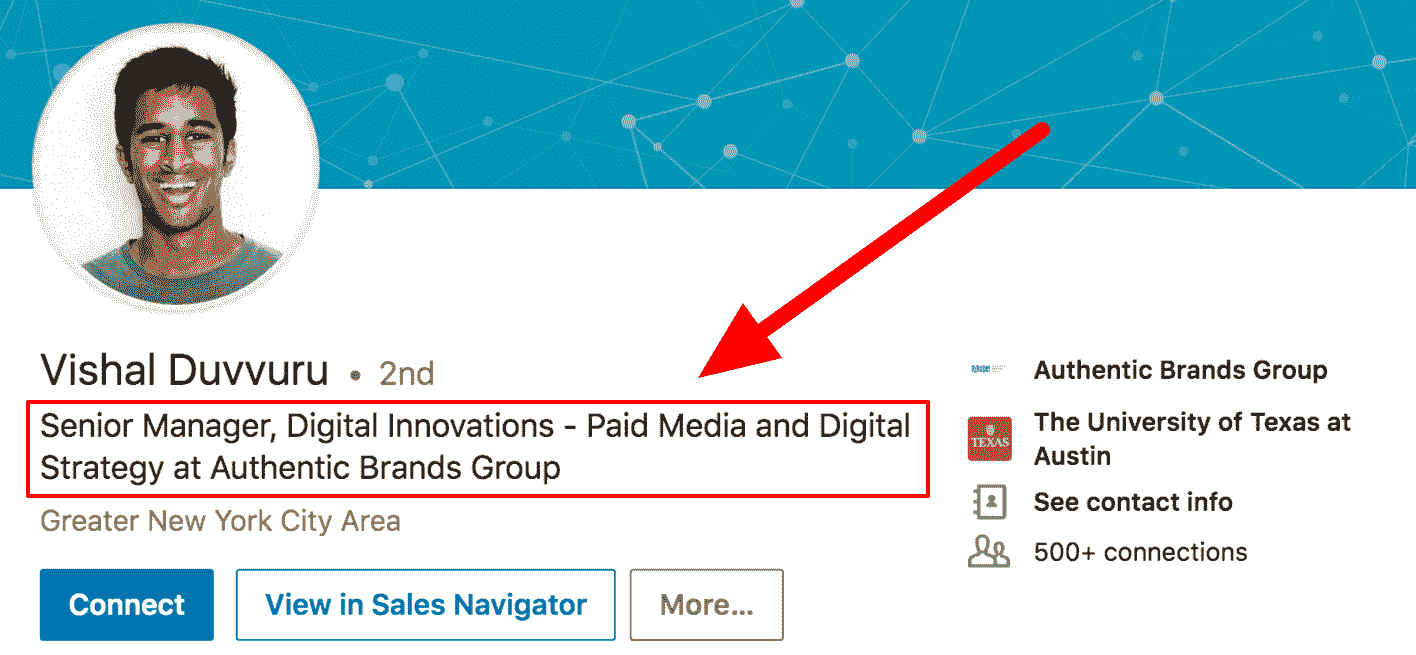 Vishal Duvvuru • 2nd
Senior Manager, Digital Innovations - Paid Media and Digital
Strategy at Authentic Brands Group
Greater New York City Area
Connect
View in Sales Navigator
More...
Authentic Brands Group
TEXAS
The University of Texas at
Austin
See contact info
500+ connections